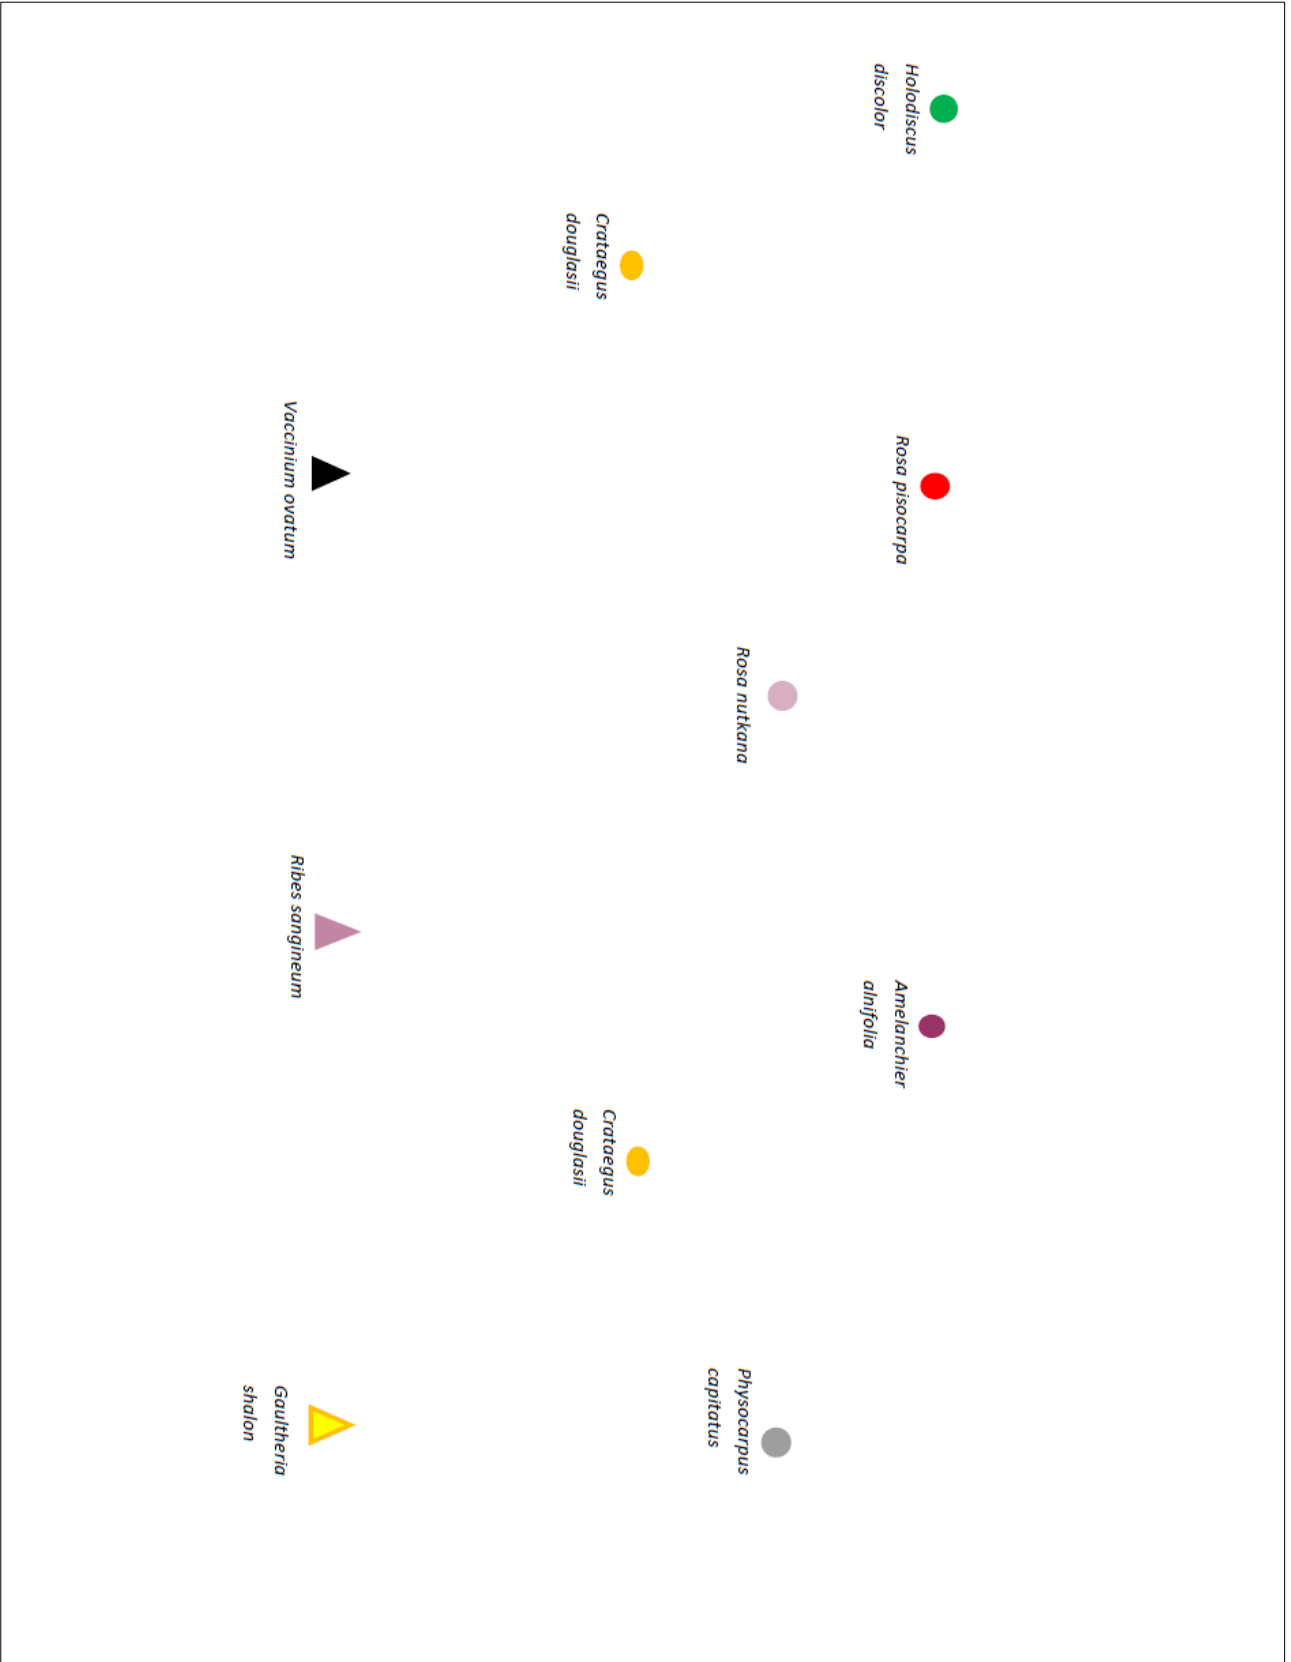 Holodiscus
discolor
Rosa pisocarpa
Amelanchier
alnifolia
Rosa nutkana
Physocarpus
capitatus
Crataegus
douglasii
Crataegus
douglasii
Vaccinium ovatum
Ribes sangineum
Gaultheria
shalon